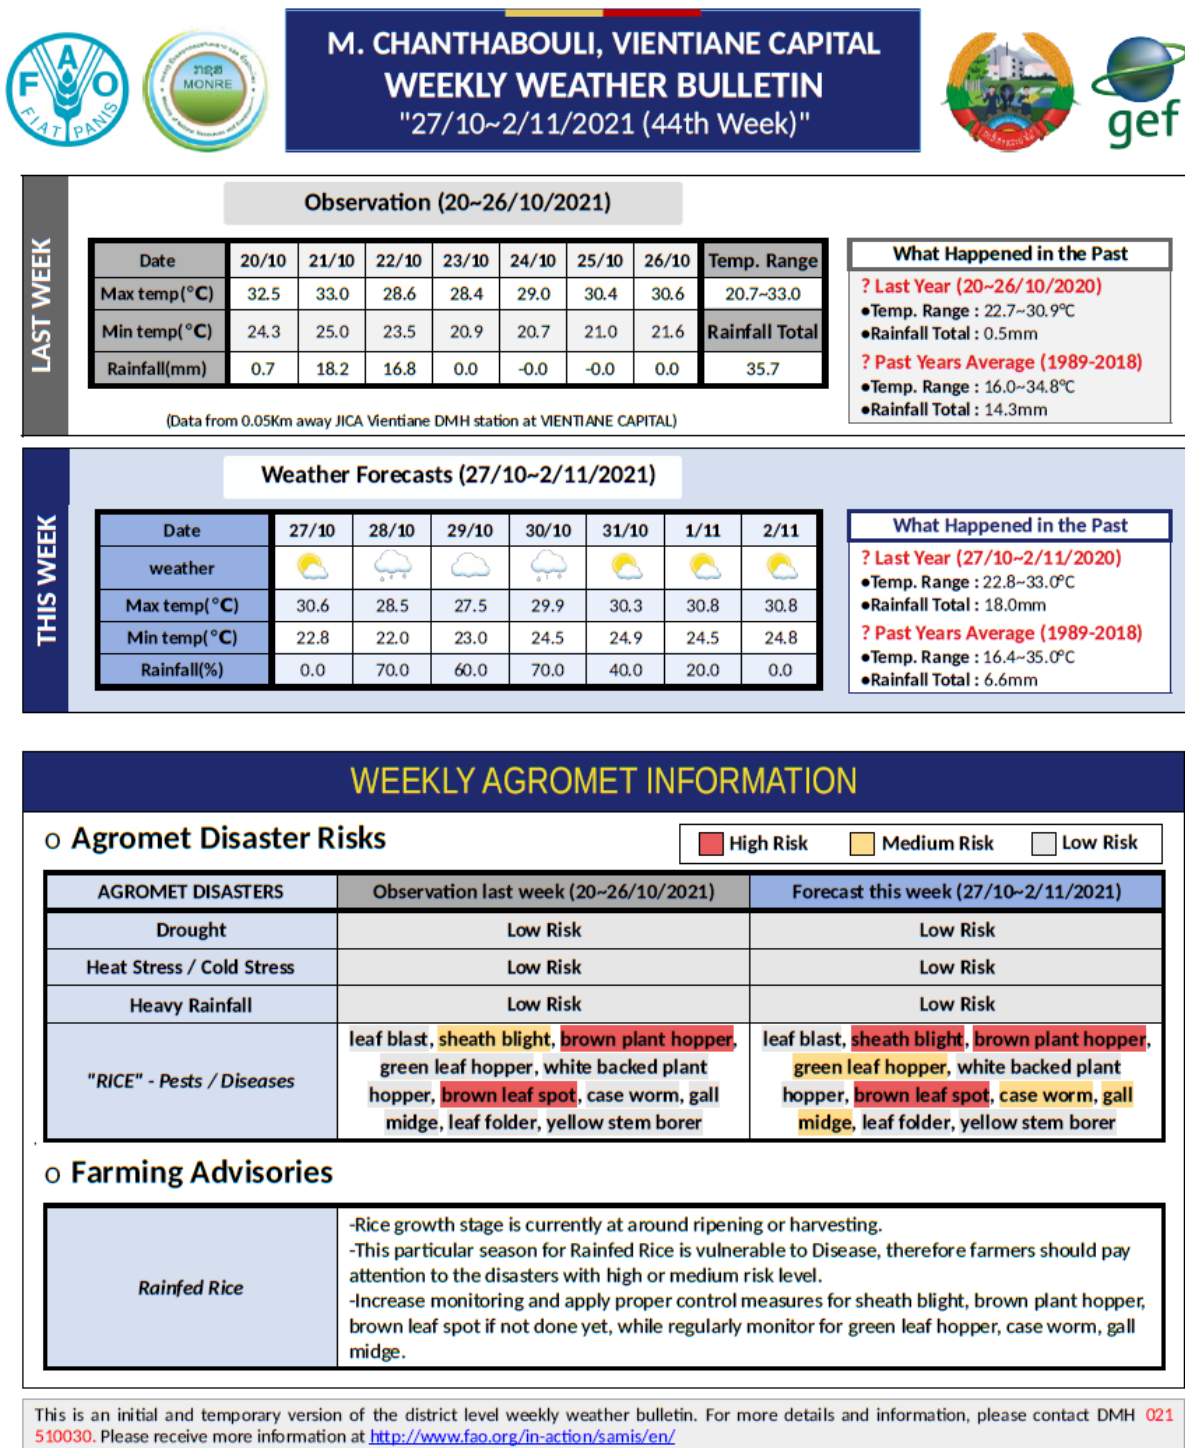 M. CHANTHABOULI, VIENTIANE CAPITAL
WEEKLY WEATHER BULLETIN
"27/10~2/11/2021 (44th Week)"
F A O
FIAT PANIS
ກຊສ
MONRE
gef
LAST WEEK
Observation (20~26/10/2021)
Date 20/10 21/10 22/10 23/10 24/10 25/10 26/10 Temp. Range
Max temp(°C) 32.5 33.0 28.6 28.4 29.0 30.4 30.6 20.7~33.0
Min temp(°C) 24.3 25.0 23.5 20.9 20.7 21.0 21.6 Rainfall Total
Rainfall(mm) 0.7 18.2 16.8 0.0 -0.0 -0.0 0.0 35.7
(Data from 0.05Km away JICA Vientiane DMH station at VIENTIANE CAPITAL)
What Happened in the Past
? Last Year (20~26/10/2020)
●Temp. Range : 22.7~30.9°C
●Rainfall Total : 0.5mm
? Past Years Average (1989-2018)
●Temp. Range : 16.0~34.8°C
●Rainfall Total : 14.3mm
THIS WEEK
Weather Forecasts (27/10~2/11/2021)
Date 27/10 28/10 29/10 30/10 31/10 1/11 2/11
weather
Max temp(°C) 30.6 28.5 27.5 29.9 30.3 30.8 30.8
Min temp(°C) 22.8 22.0 23.0 24.5 24.9 24.5 24.8
Rainfall(%) 0.0 70.0 60.0 70.0 40.0 20.0 0.0
What Happened in the Past
? Last Year (27/10~2/11/2020)
●Temp. Range : 22.8~33.0°C
●Rainfall Total : 18.0mm
? Past Years Average (1989-2018)
●Temp. Range : 16.4~35.0°C
●Rainfall Total : 6.6mm
WEEKLY AGROMET INFORMATION
o Agromet Disaster Risks
High Risk Medium Risk Low Risk
AGROMET DISASTERS Observation last week (20~26/10/2021) Forecast this week (27/10~2/11/2021)
Drought Low Risk Low Risk
Heat Stress / Cold Stress Low Risk Low Risk
Heavy Rainfall Low Risk Low Risk
"RICE" - Pests / Diseases
leaf blast, sheath blight, brown plant hopper,
green leaf hopper, white backed plant
hopper, brown leaf spot, case worm, gall
midge, leaf folder, yellow stem borer
leaf blast, sheath blight, brown plant hopper,
green leaf hopper, white backed plant
hopper, brown leaf spot, case worm, gall
midge, leaf folder, yellow stem borer
o Farming Advisories
Rainfed Rice
-Rice growth stage is currently at around ripening or harvesting.
-This particular season for Rainfed Rice is vulnerable to Disease, therefore farmers should pay
attention to the disasters with high or medium risk level.
-Increase monitoring and apply proper control measures for sheath blight, brown plant hopper,
brown leaf spot if not done yet, while regularly monitor for green leaf hopper, case worm, gall
midge.
This is an initial and temporary version of the district level weekly weather bulletin. For more details and information, please contact DMH 021
510030. Please receive more information at http://www.fao.org/in-action/samis/en/